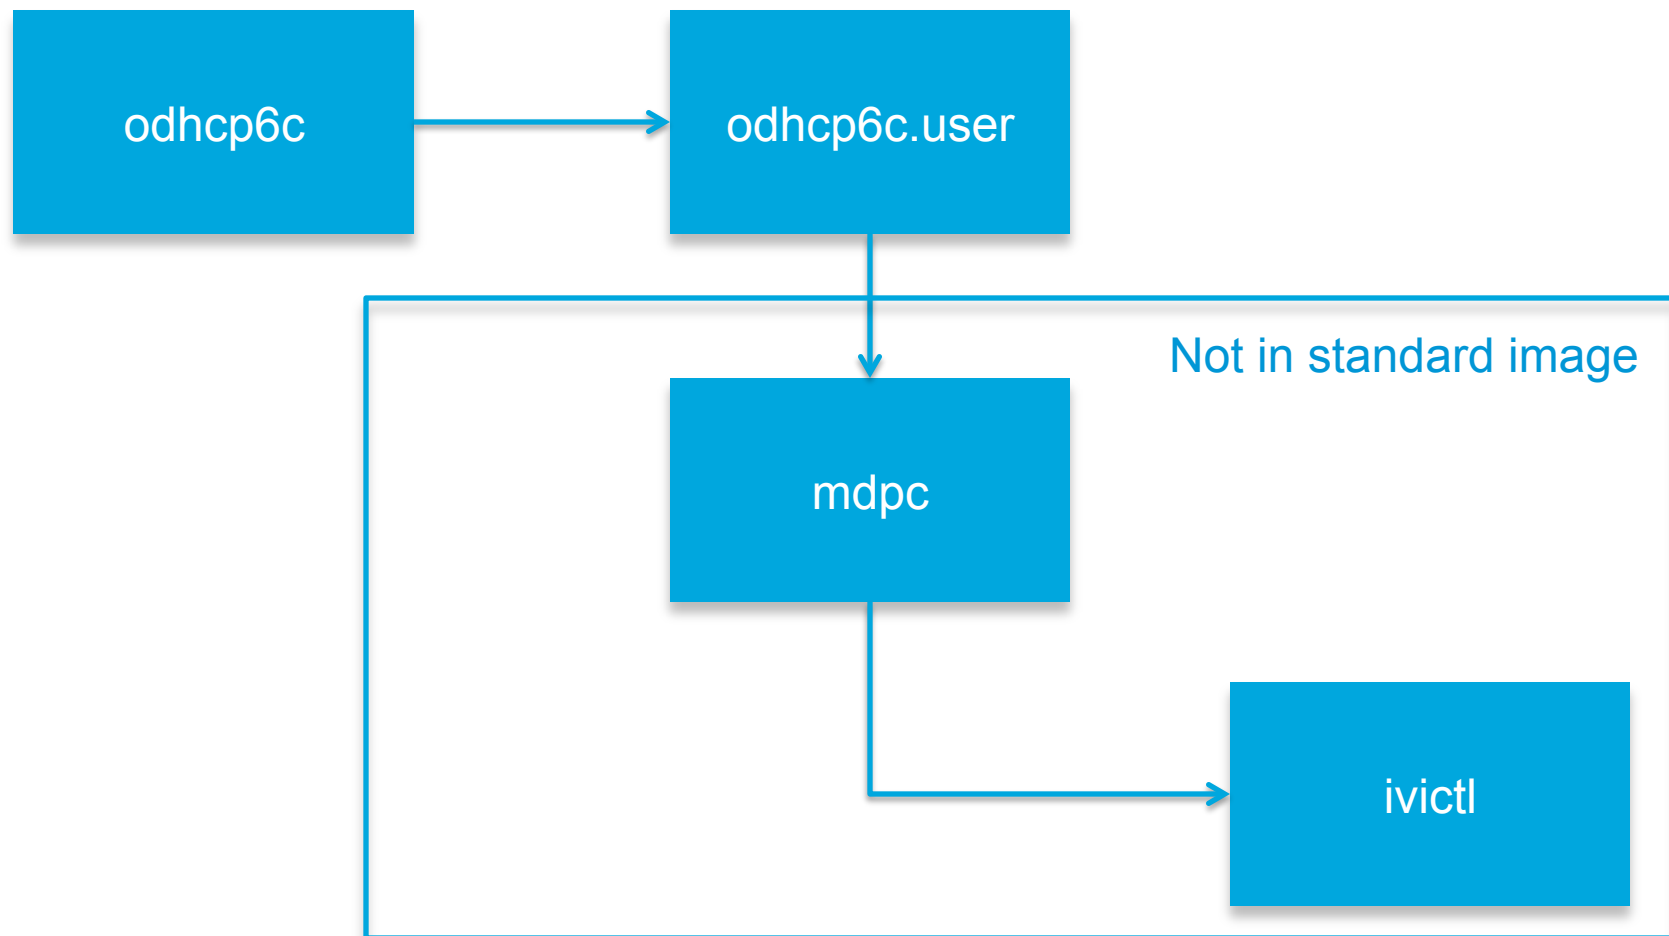 odhcp6c
odhcp6c.user
Not in standard image
mdpc
ivictl